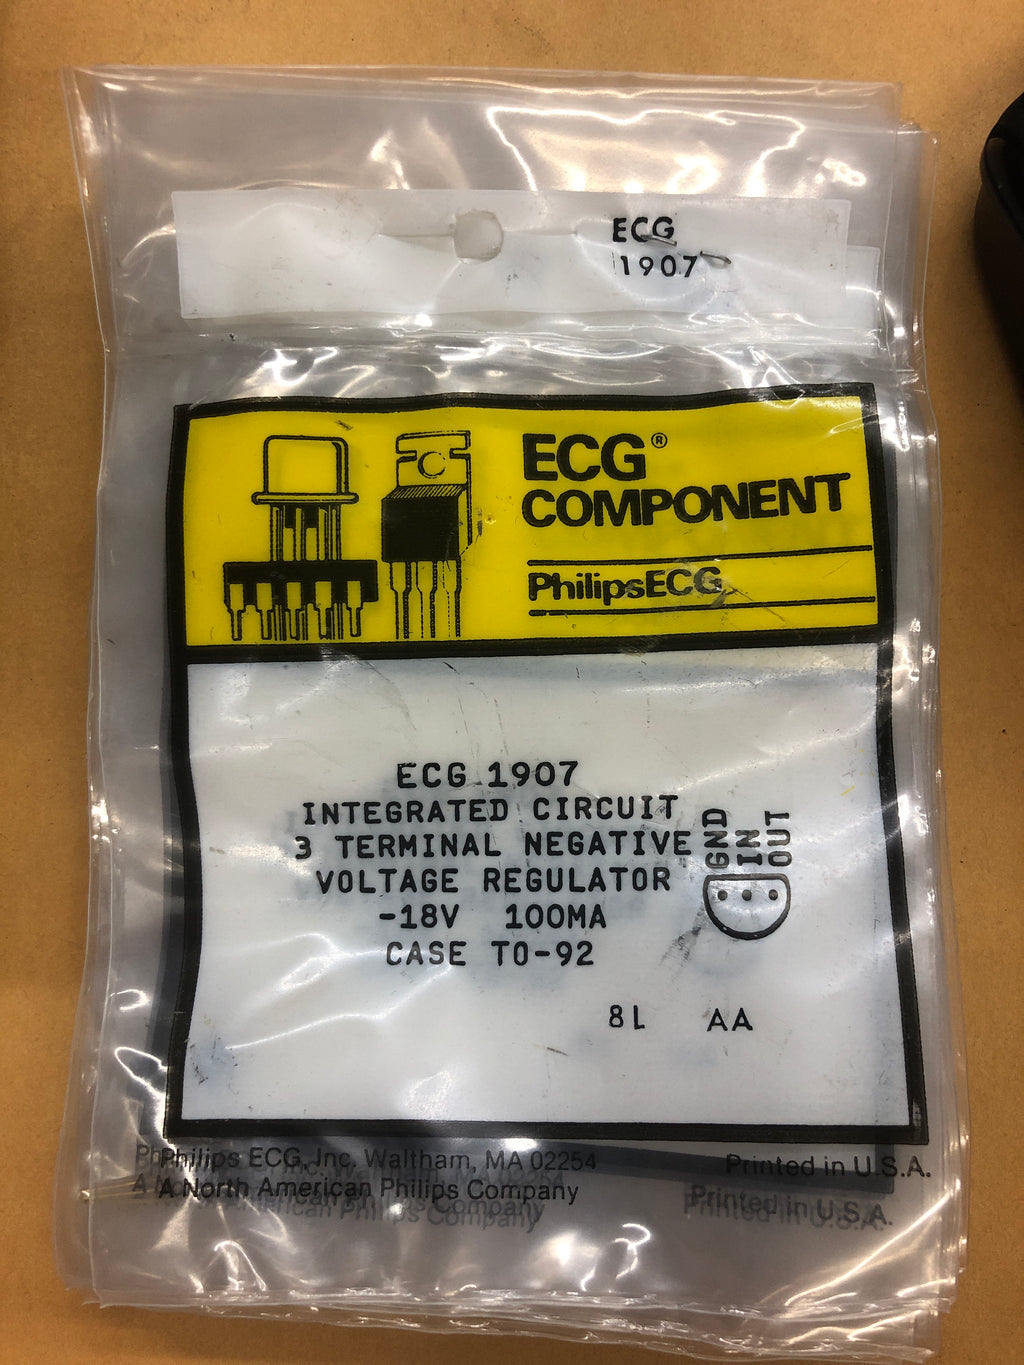 ECG
1907
ECG®
COMPONENT
PhilipsECG
ECG 1907
INTEGRATED CIRCUIT
3 TERMINAL NEGATIVE
VOLTAGE REGULATOR
-18V 100MA
CASE TO-92
GND
IN
OUT
8L AA
Philips ECG, Inc. Waltham, MA 02254
A North American Philips Company
Printed in U.S.A.
Printed in U.S.A.